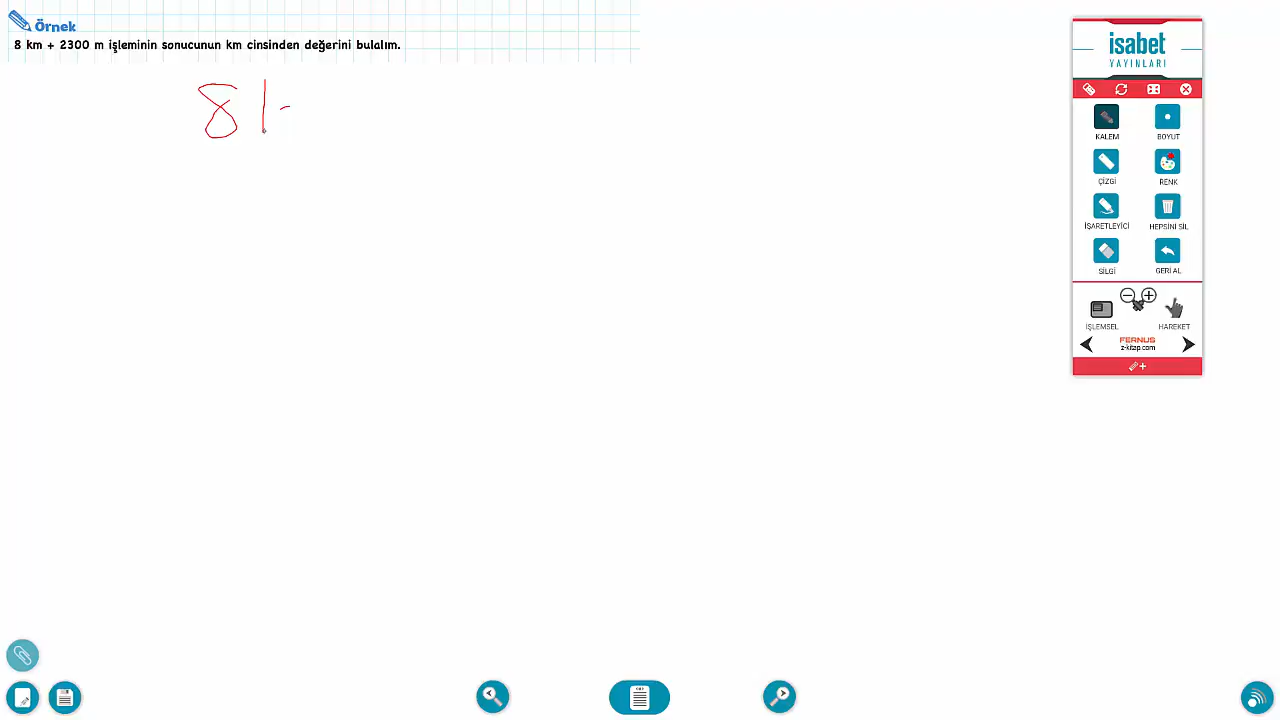 Örnek
8 km + 2300 m işleminin sonucunun km cinsinden değerini bulalım.
8
isabet
YAYINLARI
KALEM
BOYUT
ÇİZGİ
RENK
İŞARETLEYİCİ
HEPSİNİ SİL
SİLGİ
GERİ AL
İŞLEMSEL
HAREKET
FERNUS
z-kitap.com